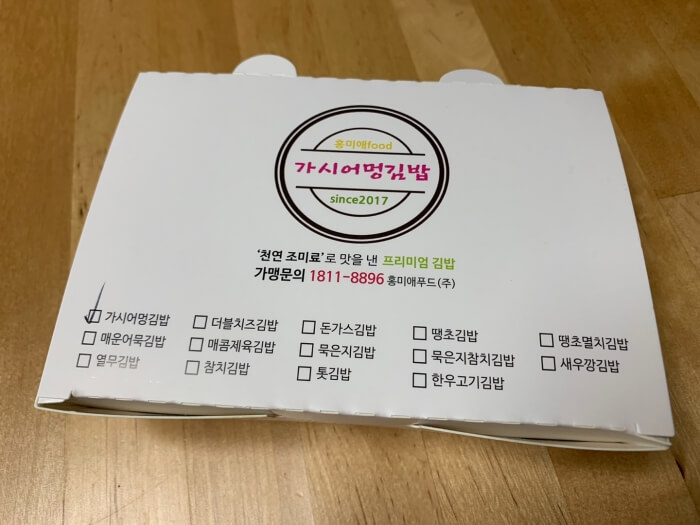 홍미애food
가시어멍김밥
since2017
'천연 조미료'로 맛을 낸 프리미엄 김밥
가맹문의 1811-8896 홍미애푸드(주)
가시어멍김밥 더블치즈김밥 돈가스김밥 땡초김밥 땡초멸치김밥
매운어묵김밥 매콤제육김밥 묵은지김밥 묵은지참치김밥 새우깡김밥
열무김밥 참치김밥 톳김밥 한우고기김밥